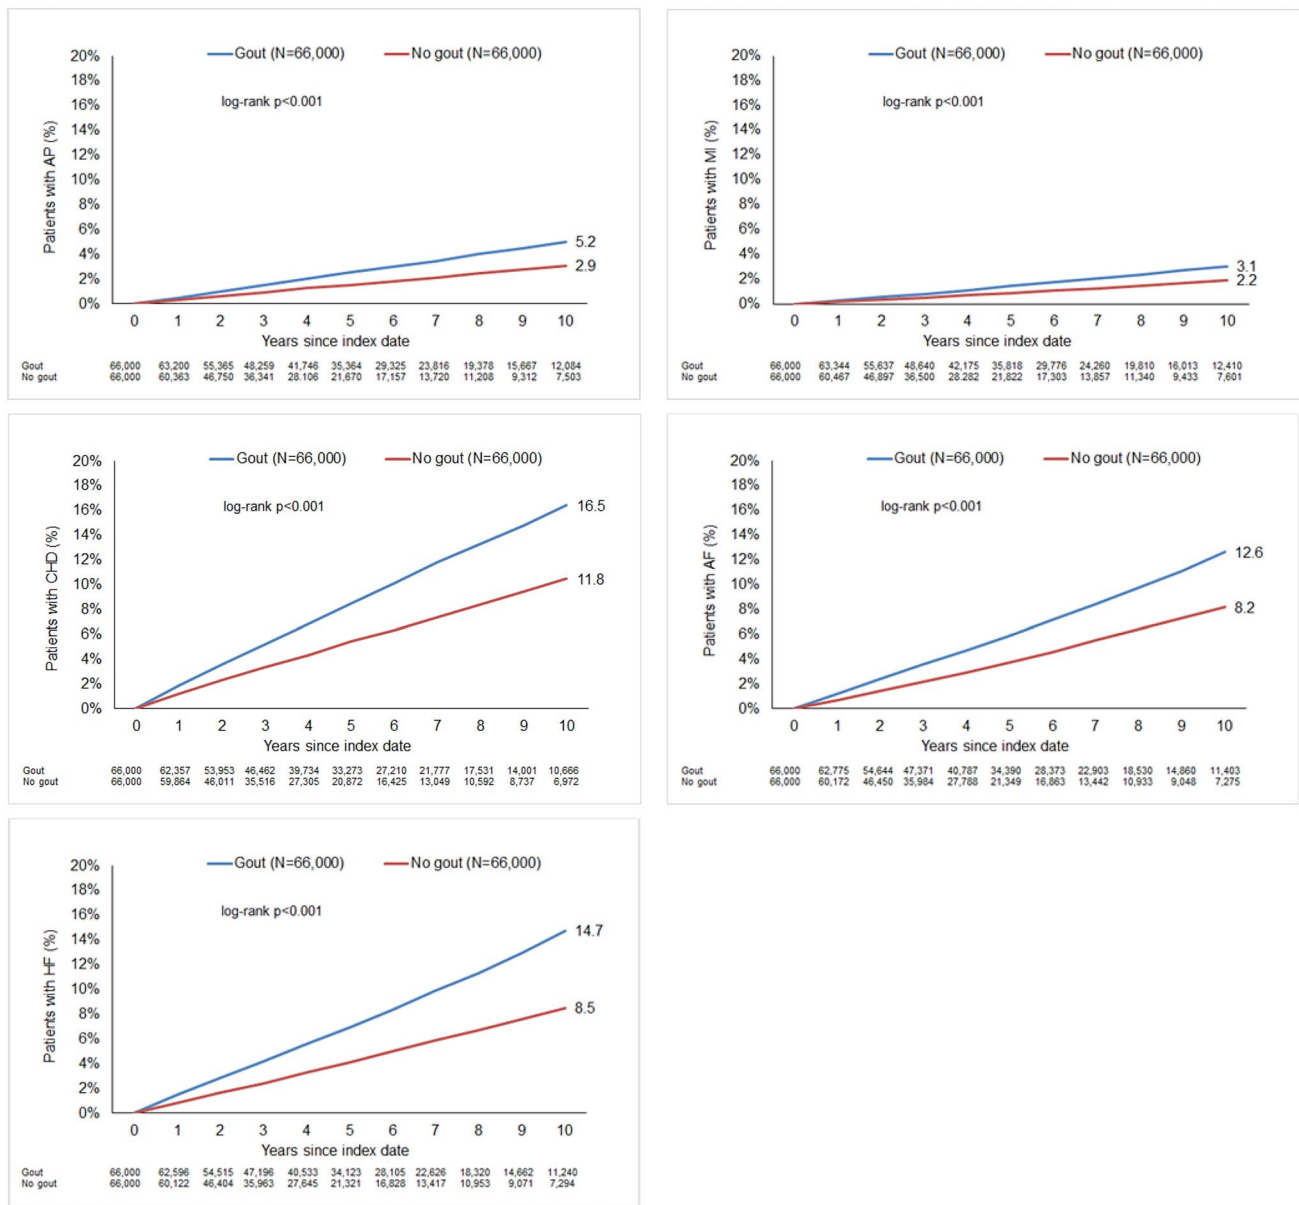 20% Gout (N=66,000) No gout (N=66,000)
18%
16% log-rank p<0.001
14%
12%
10%
8%
6%
4%
2%
0%
Patients with AP (%)
5.2
2.9
0 1 2 3 4 5 6 7 8 9 10
Years since index date
Gout 66,000 63,200 55,365 48,259 41,746 35,364 29,325 23,816 19,378 15,667 12,084
No gout 66,000 60,363 46,750 36,341 28.106 21,670 17,157 13,720 11,208 9,312 7,503
20% Gout (N=66,000) No gout (N=66,000)
18%
16% log-rank p<0.001
14%
12%
10%
8%
6%
4%
2%
0%
Patients with MI (%)
3.1
2.2
0 1 2 3 4 5 6 7 8 9 10
Years since index date
Gout 66,000 63,344 55,637 48,640 42,175 35,818 29,776 24,260 19,810 16,013 12,410
No gout 66,000 60,467 46,897 36,500 28.282 21,822 17,303 13,857 11,340 9,433 7,601
20% Gout (N=66,000) No gout (N=66,000)
18%
16% log-rank p<0.001
14%
12%
10%
8%
6%
4%
2%
0%
Patients with CHD (%)
16.5
11.8
0 1 2 3 4 5 6 7 8 9 10
Years since index date
Gout 66,000 62,357 53,953 46,462 39,734 33,273 27,210 21,777 17,531 14,001 10,666
No gout 66,000 59,864 46,011 35,516 27,305 20,872 16,425 13,049 10,592 8,737 6,972
20% Gout (N=66,000) No gout (N=66,000)
18%
16% log-rank p<0.001
14%
12%
10%
8%
6%
4%
2%
0%
Patients with AF (%)
12.6
8.2
0 1 2 3 4 5 6 7 8 9 10
Years since index date
Gout 66,000 62,775 54,644 47,371 40,787 34,390 28,373 22,903 18,530 14,860 11,403
No gout 66,000 60,172 46,450 35,984 27,788 21,349 16,863 13,442 10,933 9,048 7,275
20% Gout (N=66,000) No gout (N=66,000)
18%
16% log-rank p<0.001
14%
12%
10%
8%
6%
4%
2%
0%
Patients with HF (%)
14.7
8.5
0 1 2 3 4 5 6 7 8 9 10
Years since index date
Gout 66,000 62,596 54,515 47,196 40,533 34,123 28,105 22,626 18,320 14,662 11,240
No gout 66,000 60,122 46,404 35,963 27,645 21,321 16,828 13,417 10,953 9,071 7,294